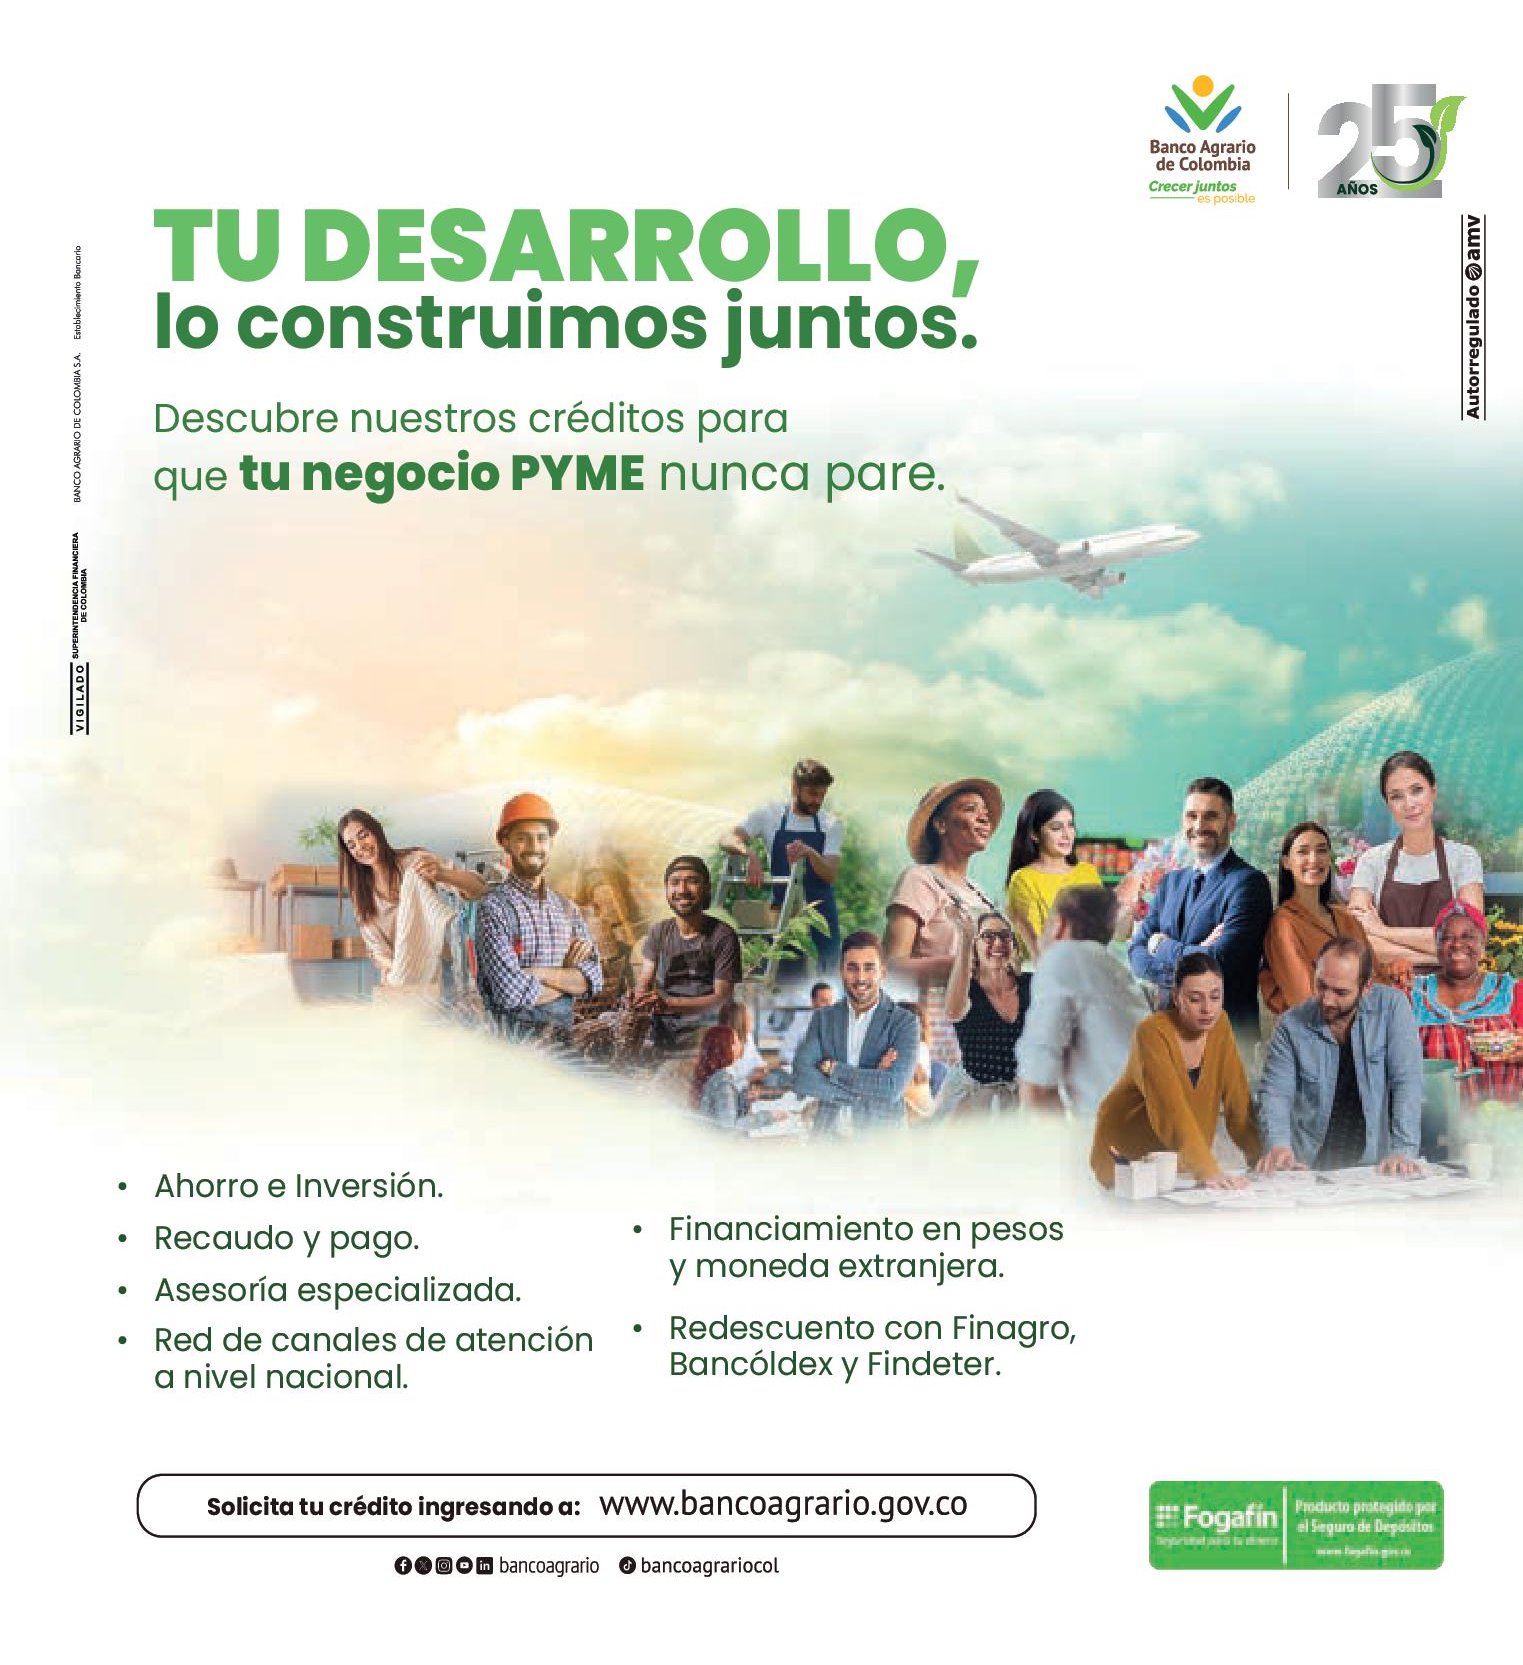 Banco Agrario
de Colombia
Crecer juntos
es posible
25
AÑOS
Autorregulado amv
TU DESARROLLO,
lo construimos juntos.
Descubre nuestros créditos para
que tu negocio PYME nunca pare.
VIGILADO
SUPERINTENDENCIA FINANCIERA
DE COLOMBIA
BANCO AGRARIO DE COLOMBIA S.A. Establecimiento Bancario
• Ahorro e Inversión.
• Recaudo y pago.
• Asesoría especializada.
• Red de canales de atención
a nivel nacional.
• Financiamiento en pesos
y moneda extranjera.
• Redescuento con Finagro,
Bancóldex y Findeter.
Solicita tu crédito ingresando a: www.bancoagrario.gov.co
bancoagrario bancoagrariocol
Fogafín
Producto protegido por
el Seguro de Depósitos
www.fogafin.gov.co